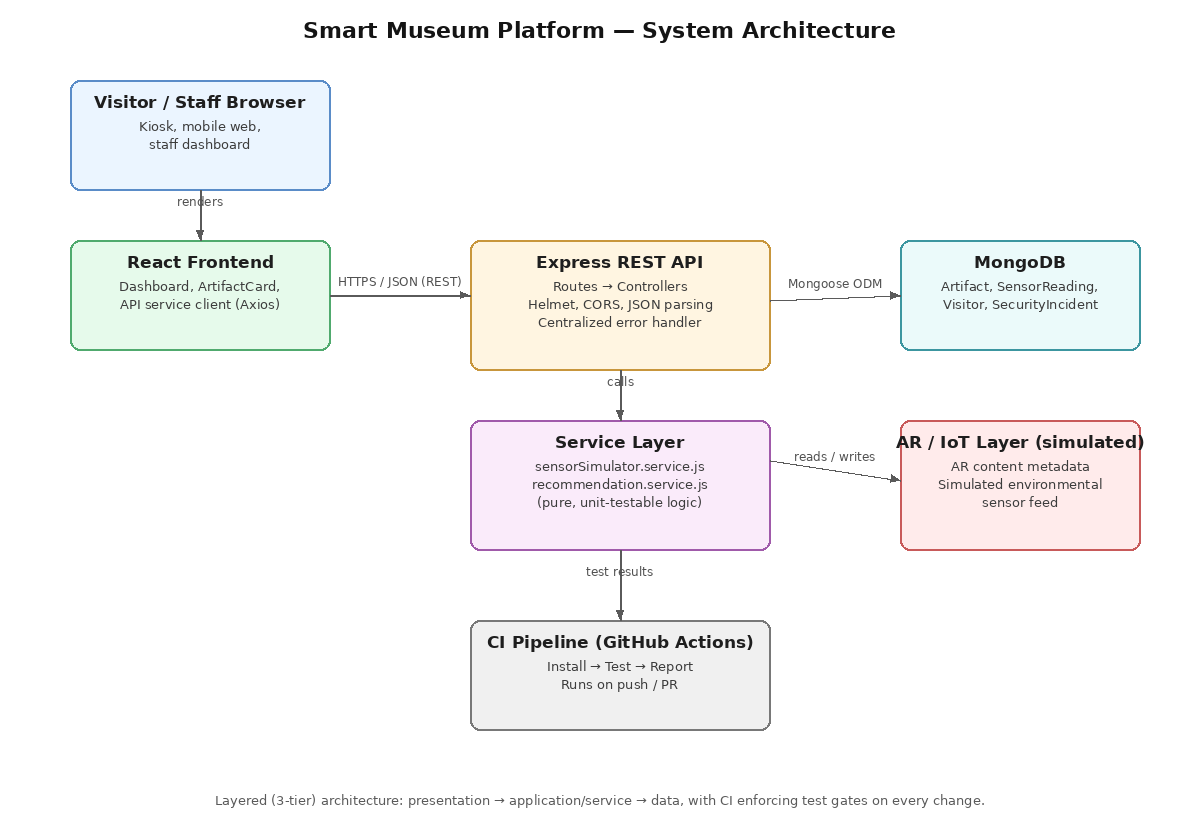 Smart Museum Platform — System Architecture
Visitor / Staff Browser
Kiosk, mobile web,
staff dashboard
renders
React Frontend
Dashboard, ArtifactCard,
API service client (Axios)
HTTPS / JSON (REST)
Express REST API
Routes → Controllers
Helmet, CORS, JSON parsing
Centralized error handler
Mongoose ODM
MongoDB
Artifact, SensorReading,
Visitor, SecurityIncident
calls
Service Layer
sensorSimulator.service.js
recommendation.service.js
(pure, unit-testable logic)
reads / writes
AR / IoT Layer (simulated)
AR content metadata
Simulated environmental
sensor feed
test results
CI Pipeline (GitHub Actions)
Install → Test → Report
Runs on push / PR
Layered (3-tier) architecture: presentation → application/service → data, with CI enforcing test gates on every change.